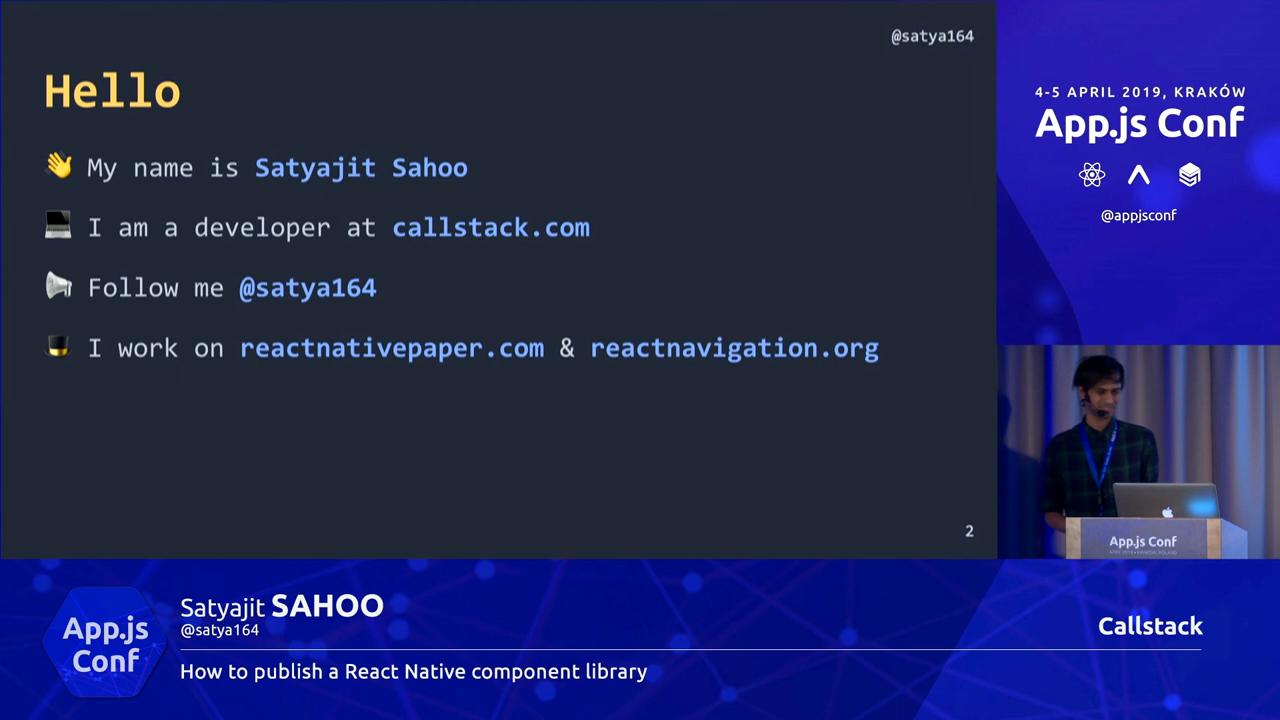 @satya164
Hello
👋 My name is Satyajit Sahoo
💻 I am a developer at callstack.com
📢 Follow me @satya164
🎩 I work on reactnativepaper.com & reactnavigation.org
2
4-5 APRIL 2019, KRAKÓW
App.js Conf
@appjsconf
App.js Conf
App.js
Conf
Satyajit SAHOO
@satya164
Callstack
How to publish a React Native component library